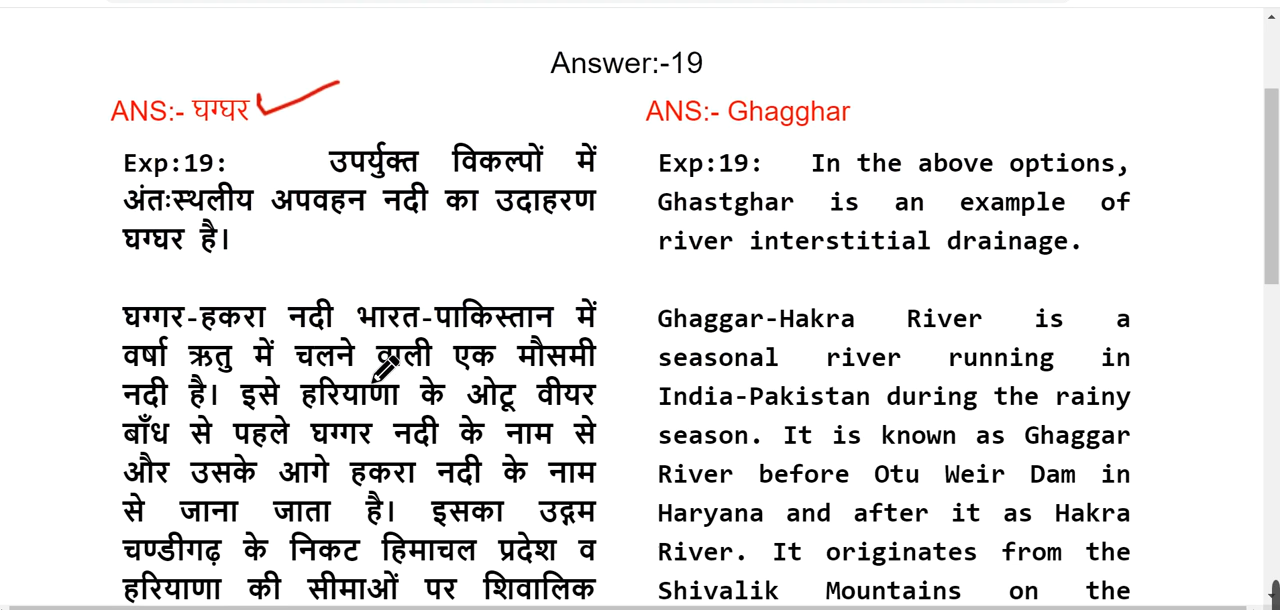 Answer:-19
ANS:- घग्घर
Exp:19: उपर्युक्त विकल्पों में
अंतःस्थलीय अपवहन नदी का उदाहरण
घग्घर है।
घग्गर-हकरा नदी भारत-पाकिस्तान में
वर्षा ऋतु में चलने वाली एक मौसमी
नदी है। इसे हरियाणा के ओटू वीयर
बाँध से पहले घग्गर नदी के नाम से
और उसके आगे हकरा नदी के नाम
से जाना जाता है। इसका उद्गम
चण्डीगढ़ के निकट हिमाचल प्रदेश व
हरियाणा की सीमाओं पर शिवालिक
ANS:- Ghagghar
Exp:19: In the above options,
Ghastghar is an example of
river interstitial drainage.
Ghaggar-Hakra River is a
seasonal river running in
India-Pakistan during the rainy
season. It is known as Ghaggar
River before Otu Weir Dam in
Haryana and after it as Hakra
River. It originates from the
Shivalik Mountains on the